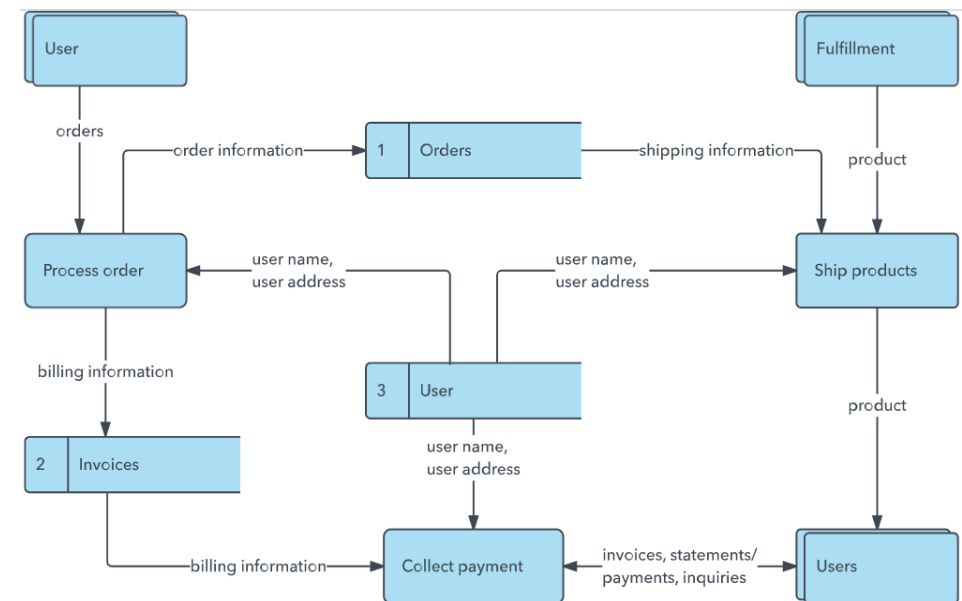 User
Fulfillment
orders
order information
1
Orders
shipping information
product
Process order
user name,
user address
user name,
user address
Ship products
billing information
3
User
product
2
Invoices
user name,
user address
billing information
Collect payment
invoices, statements/
payments, inquiries
Users